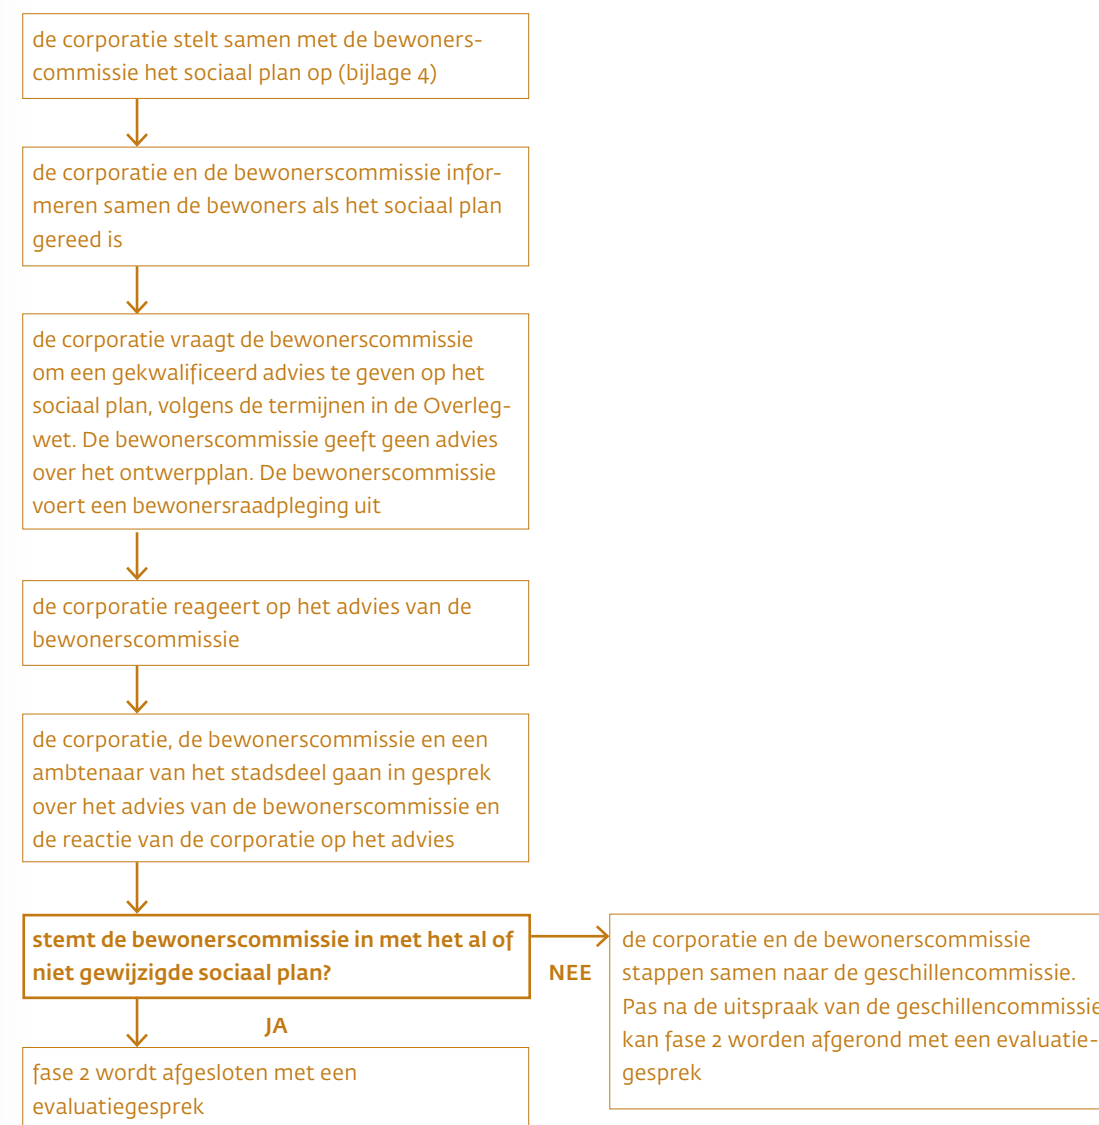 de corporatie stelt samen met de bewoners-
commissie het sociaal plan op (bijlage 4)
de corporatie en de bewonerscommissie infor-
meren samen de bewoners als het sociaal plan
gereed is
de corporatie vraagt de bewonerscommissie
om een gekwalificeerd advies te geven op het
sociaal plan, volgens de termijnen in de Overleg-
wet. De bewonerscommissie geeft geen advies
over het ontwerpplan. De bewonerscommissie
voert een bewonersraadpleging uit
de corporatie reageert op het advies van de
bewonerscommissie
de corporatie, de bewonerscommissie en een
ambtenaar van het stadsdeel gaan in gesprek
over het advies van de bewonerscommissie en
de reactie van de corporatie op het advies
stemt de bewonerscommissie in met het al of
niet gewijzigde sociaal plan?
NEE
de corporatie en de bewonerscommissie
stappen samen naar de geschillencommissie.
Pas na de uitspraak van de geschillencommissie
kan fase 2 worden afgerond met een evaluatie-
gesprek
JA
fase 2 wordt afgesloten met een
evaluatiegesprek